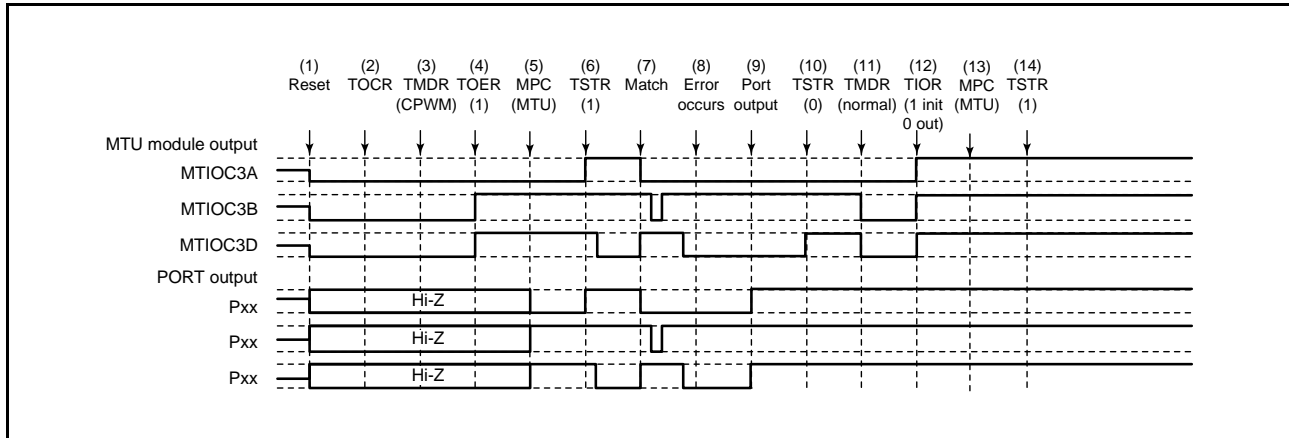 (1) (2) (3) (4) (5) (6) (7) (8) (9) (10) (11) (12) (13) (14)
Reset TOCR TMDR TOER MPC TSTR Match Error Port TSTR TMDR TIOR MPC TSTR
(CPWM) (1) (MTU) (1) occurs output (0) (normal) (1 init (MTU) (1)
0 out)
MTU module output
MTIOC3A
MTIOC3B
MTIOC3D
PORT output
Pxx Hi-Z
Pxx Hi-Z
Pxx Hi-Z